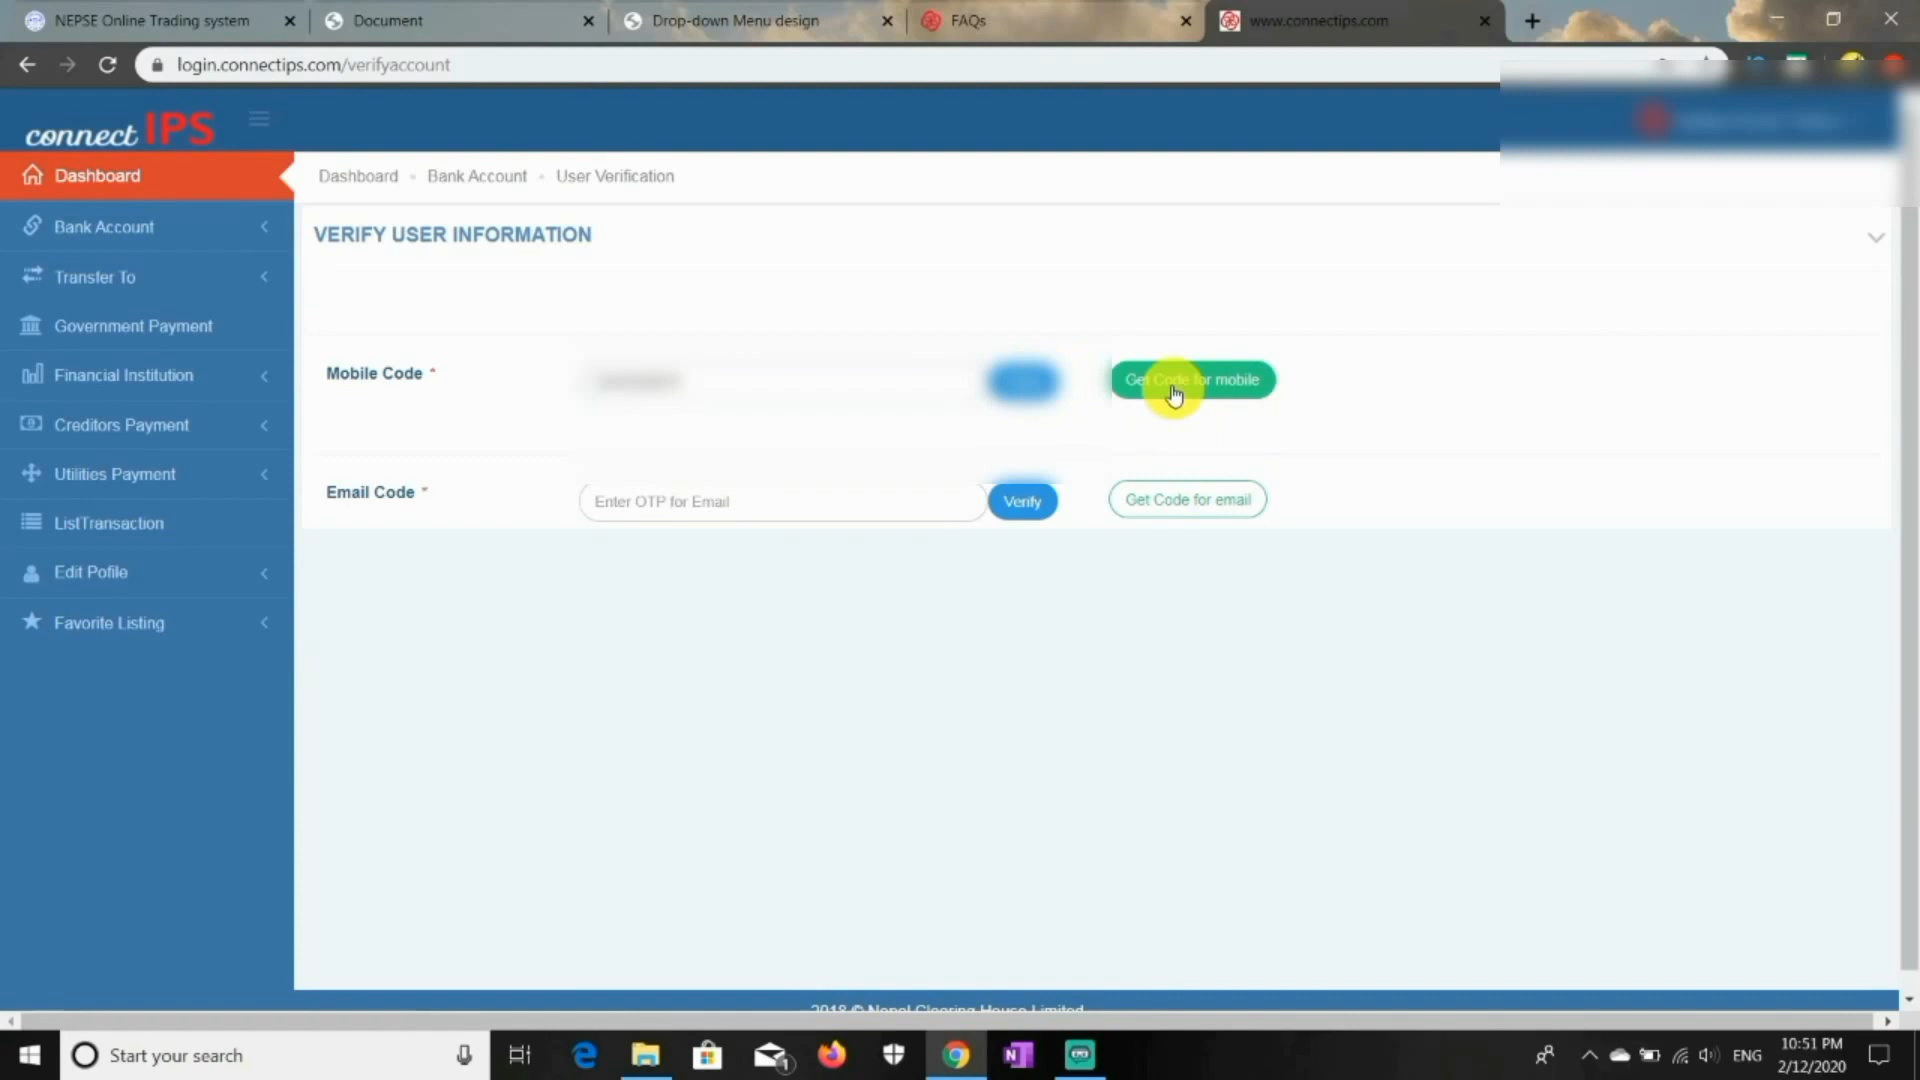 NEPSE Online Trading system
Document
Drop-down Menu design
FAQs
www.connectips.com
login.connectips.com/verifyaccount
connect IPS
Dashboard
Bank Account
Transfer To
Government Payment
Financial Institution
Creditors Payment
Utilities Payment
ListTransaction
Edit Pofile
Favorite Listing
Dashboard Bank Account User Verification
VERIFY USER INFORMATION
Mobile Code *
Get Code for mobile
Email Code *
Enter OTP for Email
Verify
Get Code for email
2018 © Nepal Clearing House Limited
Start your search
1
ENG
10:51 PM
2/12/2020